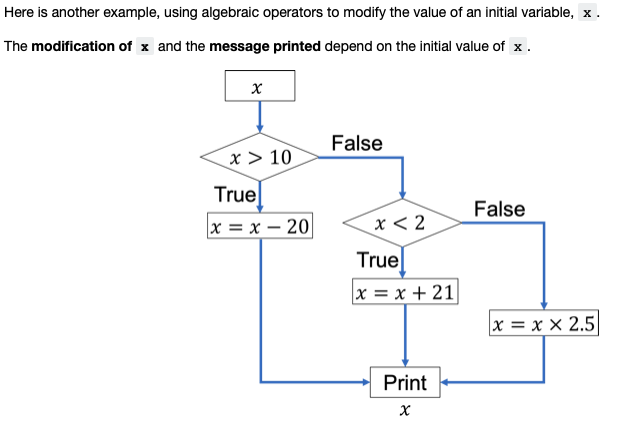 Here is another example, using algebraic operators to modify the value of an initial variable, x .
The modification of x and the message printed depend on the initial value of x .
x
x > 10
False
True
x = x − 20
x < 2
False
True
x = x + 21
x = x × 2.5
Print
x